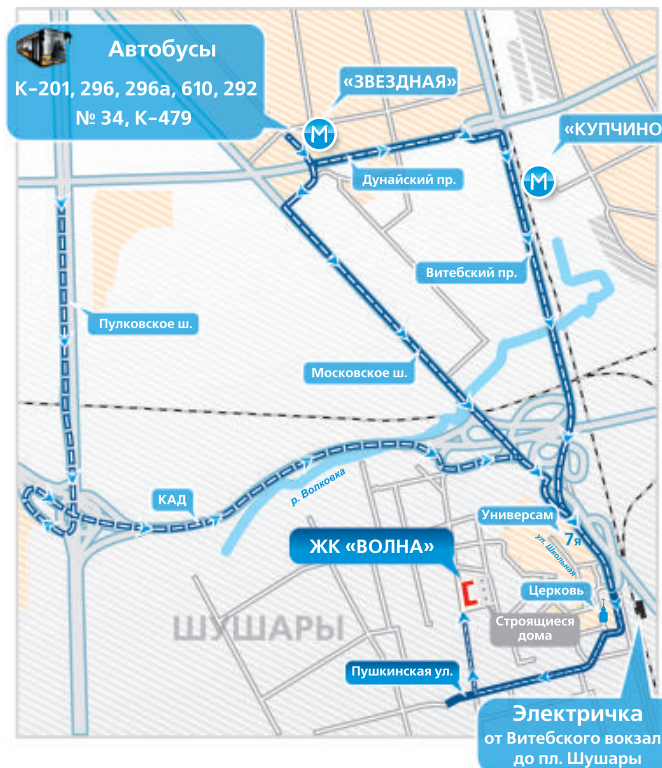 Автобусы
К-201, 296, 296а, 610, 292
№ 34, К-479
«ЗВЕЗДНАЯ»
М
«КУПЧИНО
М
Дунайский пр.
Витебский пр.
Пулковское ш.
Московское ш.
КАД
р. Волковка
Универсам
7я
ул. Школьная
ЖК «ВОЛНА»
Церковь
Строящиеся
дома
ШУШАРЫ
Пушкинская ул.
Электричка
от Витебского вокзал
до пл. Шушары